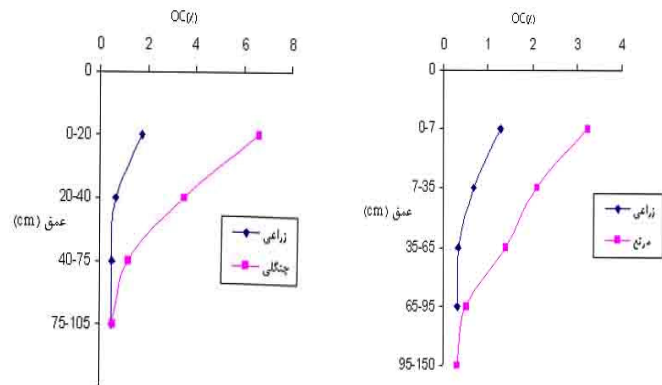 OC(٪)
0 2 4 6 8
0
0-20
20-40
40-75
75-105
عمق (cm)
زراعی
جنگلی
OC(٪)
0 1 2 3 4
0
0-7
7-35
35-65
65-95
95-150
عمق (cm)
زراعی
مرتع